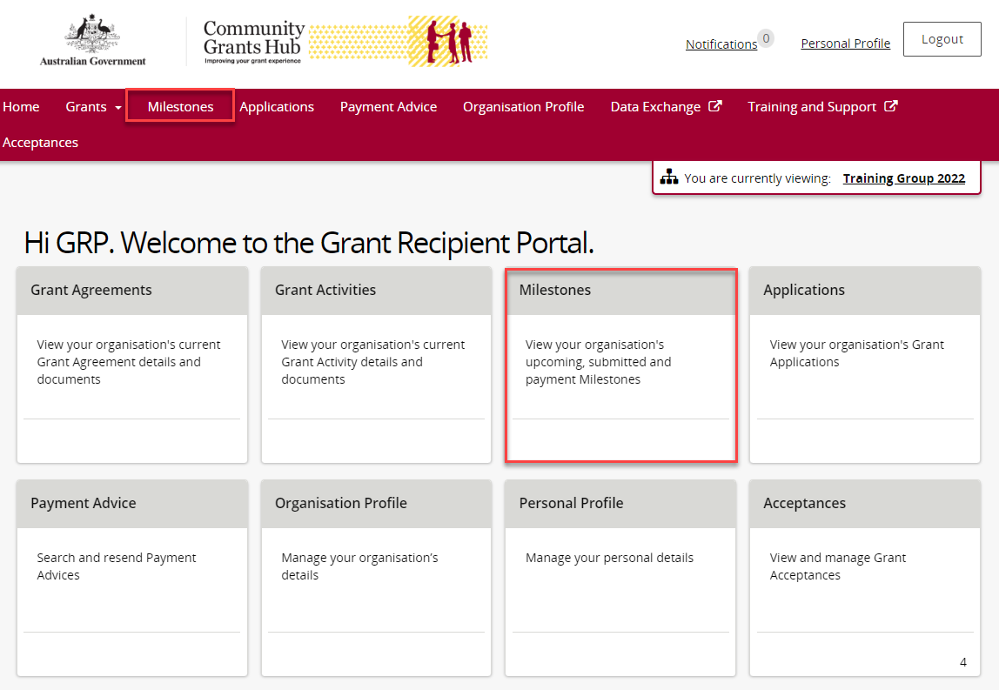 Australian Government
Community
Grants Hub
Improving your grant experience
Notifications 0
Personal Profile
Logout
Home Grants Milestones Applications Payment Advice Organisation Profile Data Exchange Training and Support
Acceptances
You are currently viewing: Training Group 2022
Hi GRP. Welcome to the Grant Recipient Portal.
Grant Agreements
View your organisation's current
Grant Agreement details and
documents
Grant Activities
View your organisation's current
Grant Activity details and
documents
Milestones
View your organisation's
upcoming, submitted and
payment Milestones
Applications
View your organisation's Grant
Applications
Payment Advice
Search and resend Payment
Advices
Organisation Profile
Manage your organisation’s
details
Personal Profile
Manage your personal details
Acceptances
View and manage Grant
Acceptances
4